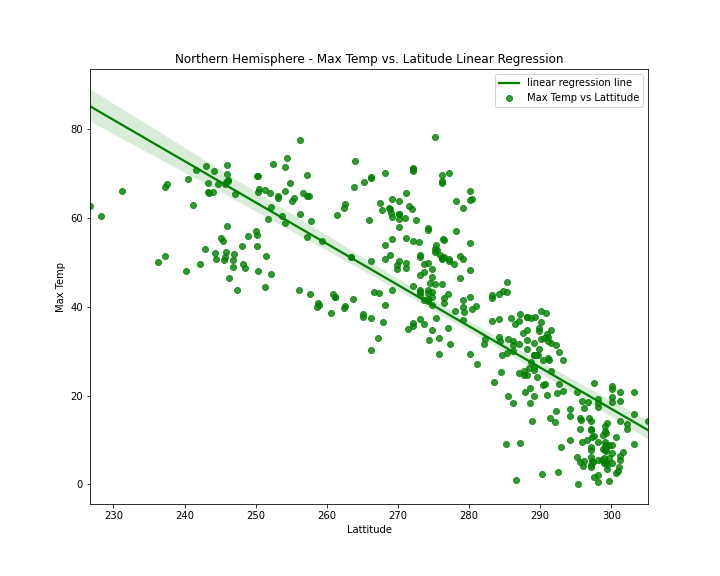 Northern Hemisphere - Max Temp vs. Latitude Linear Regression
linear regression line
Max Temp vs Lattitude
80
60
40
20
0
Max Temp
230 240 250 260 270 280 290 300
Lattitude